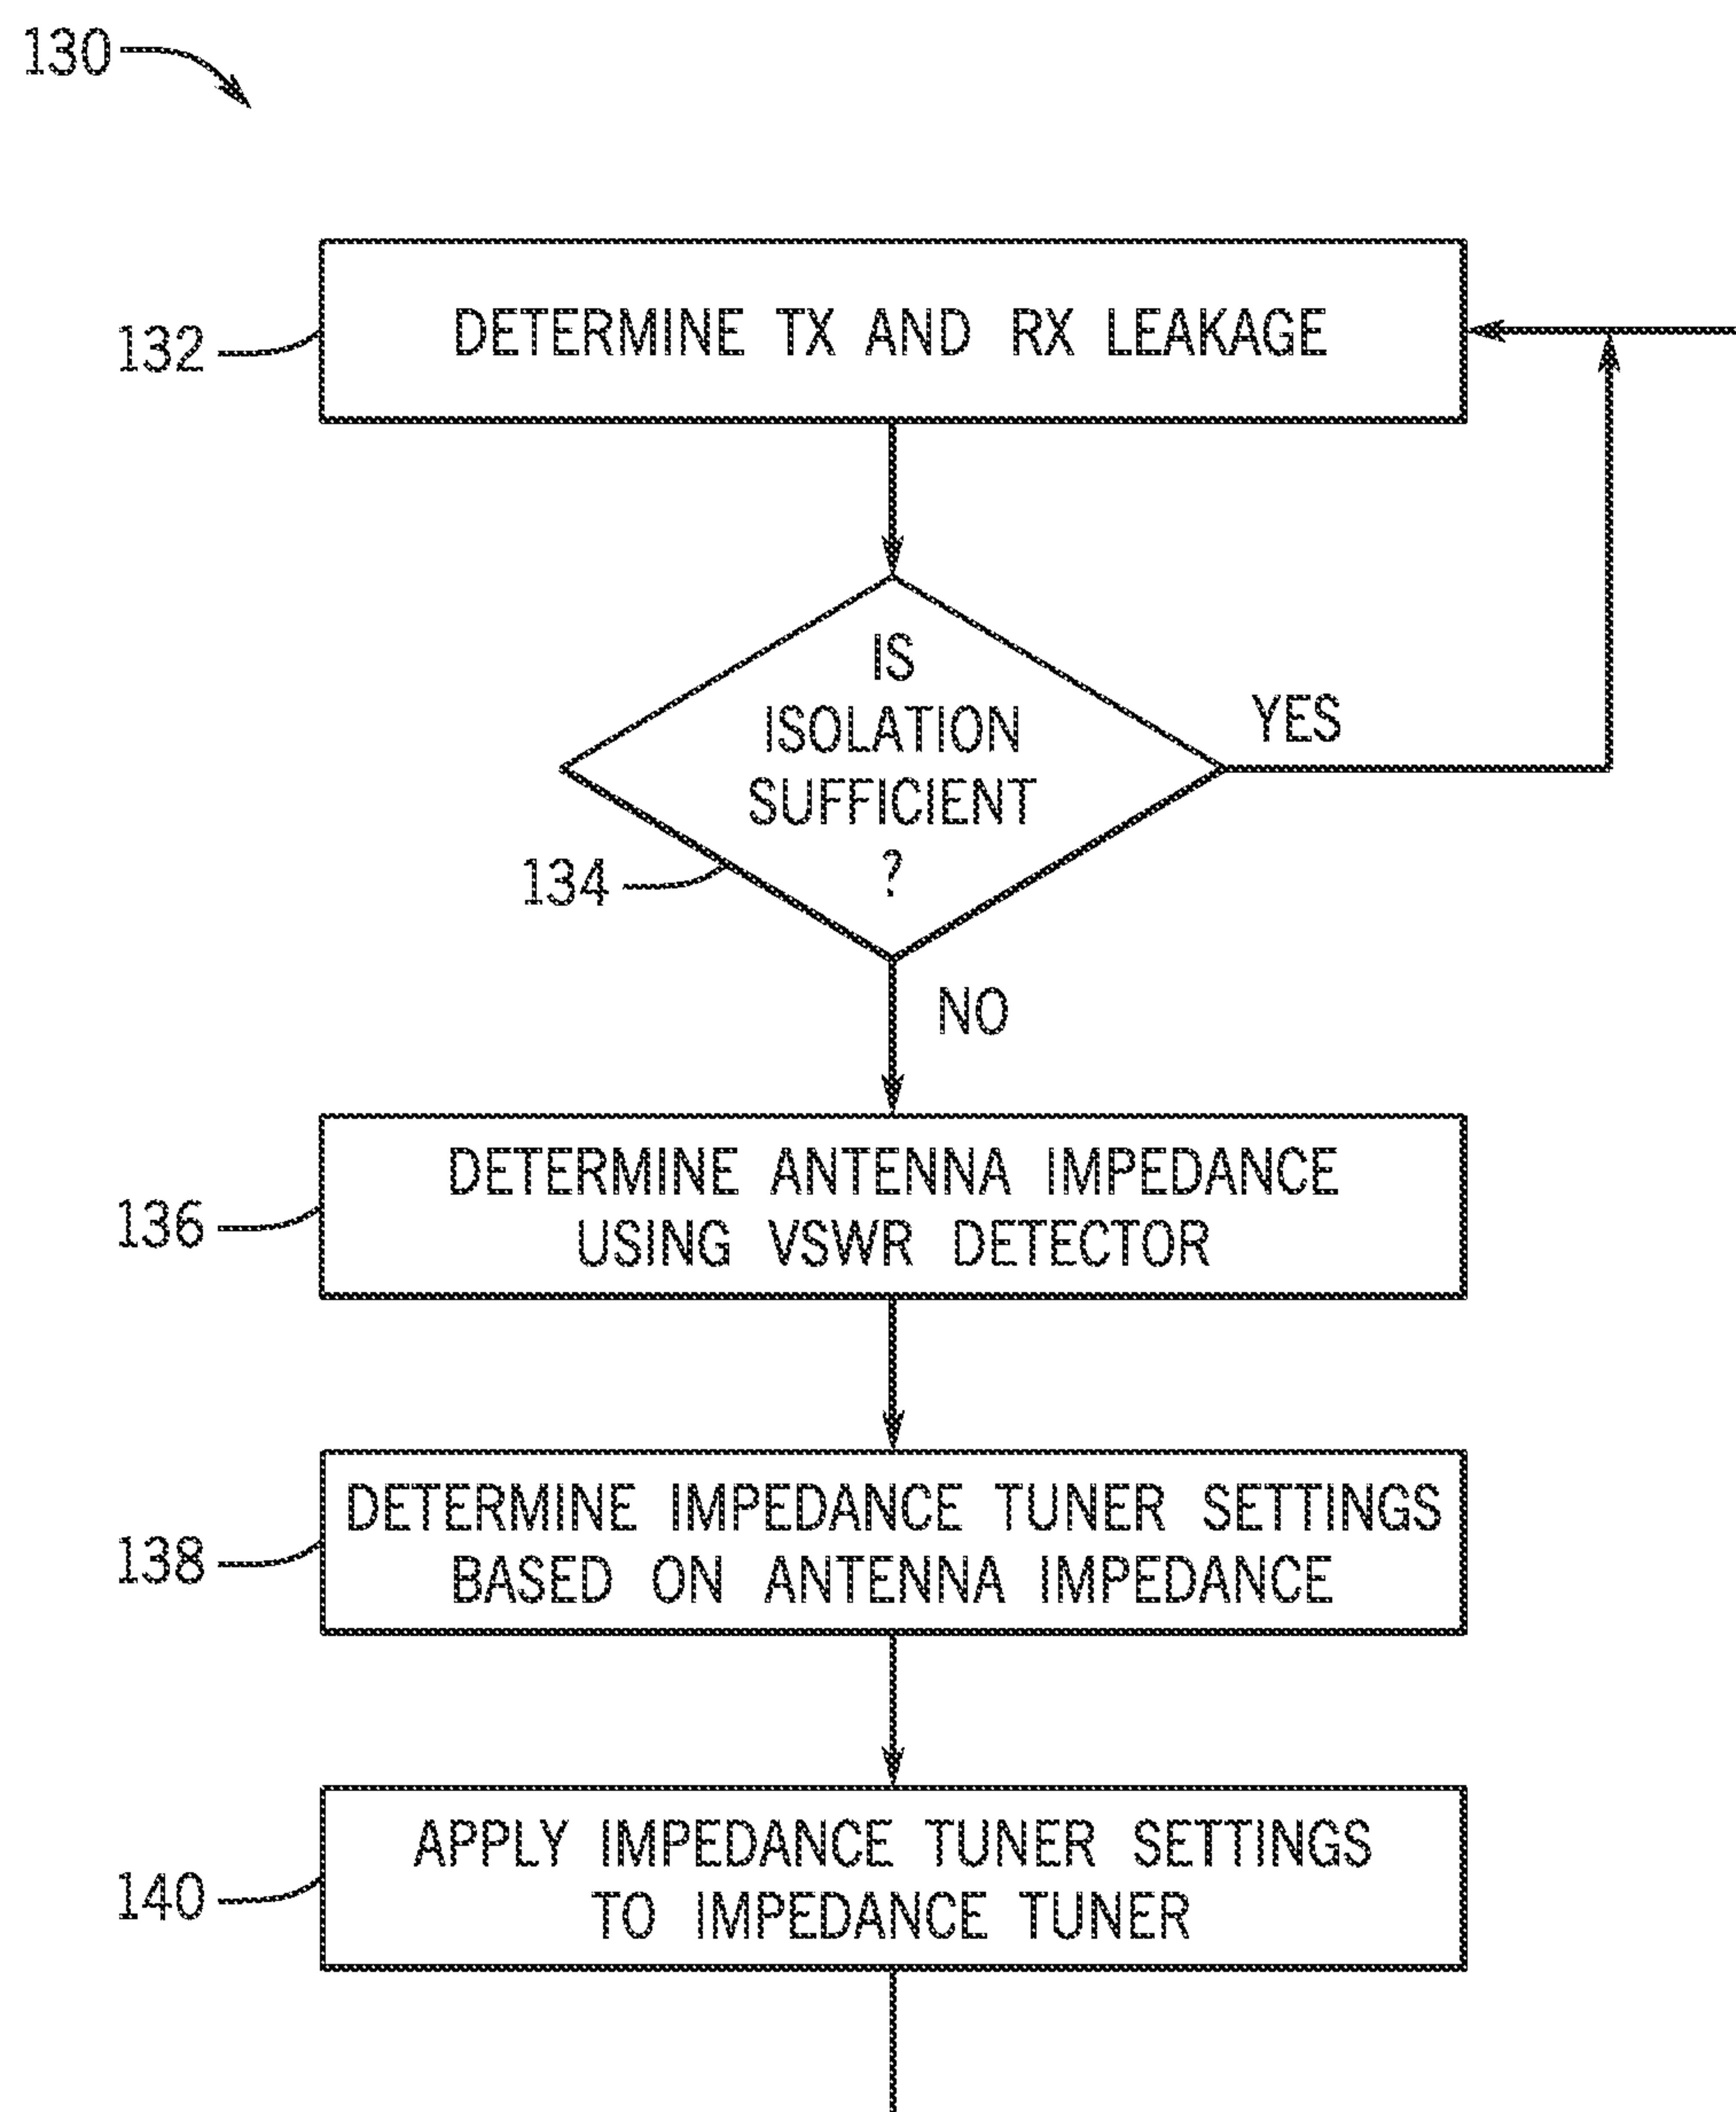 130
132
DETERMINE TX AND RX LEAKAGE
IS
ISOLATION
SUFFICIENT
?
YES
134
NO
136
DETERMINE ANTENNA IMPEDANCE
USING VSWR DETECTOR
138
DETERMINE IMPEDANCE TUNER SETTINGS
BASED ON ANTENNA IMPEDANCE
140
APPLY IMPEDANCE TUNER SETTINGS
TO IMPEDANCE TUNER